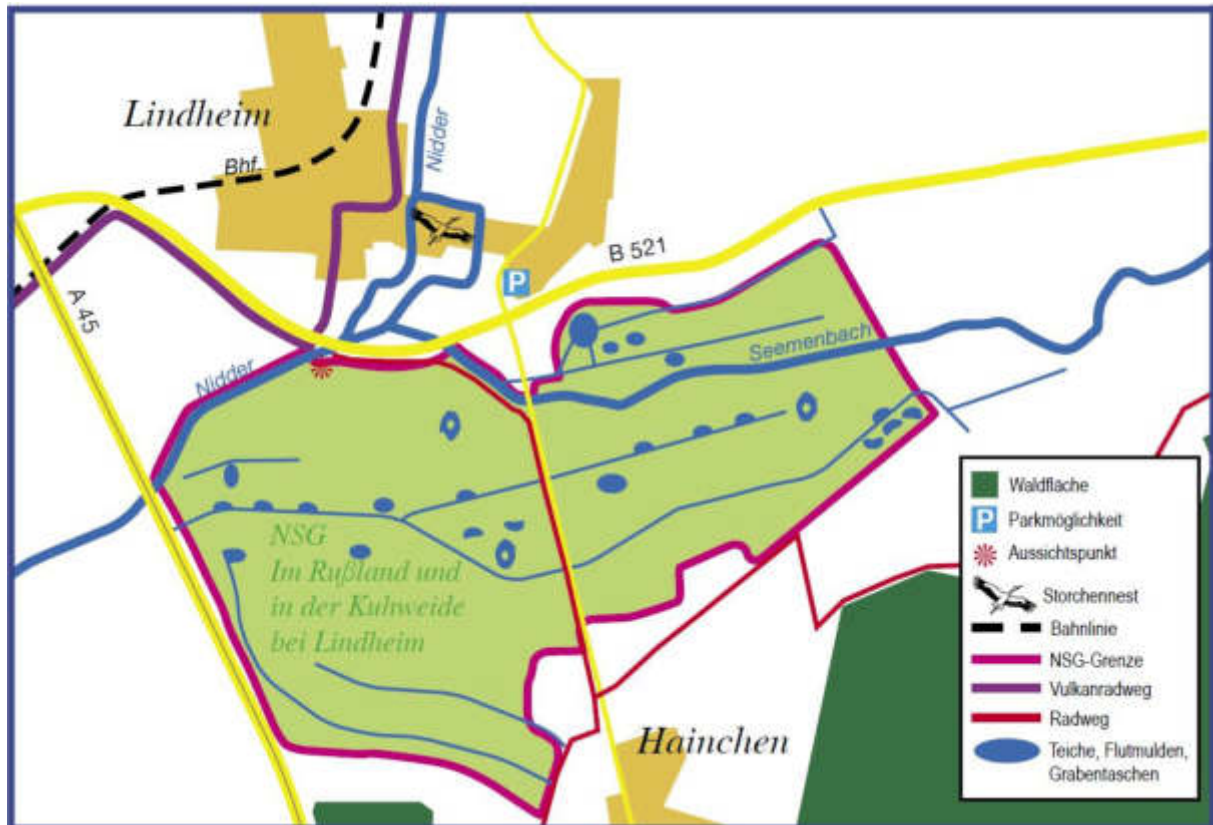 Lindheim
Bhf.
Nidder
B 521
A 45
P
Nidder
Seemenbach
NSG
Im Rußland und
in der Kuhweide
bei Lindheim
Hainchen
Waldfläche
P Parkmöglichkeit
Aussichtspunkt
Storchennest
Bahnlinie
NSG-Grenze
Vulkanradweg
Radweg
Teiche, Flutmulden,
Grabentaschen